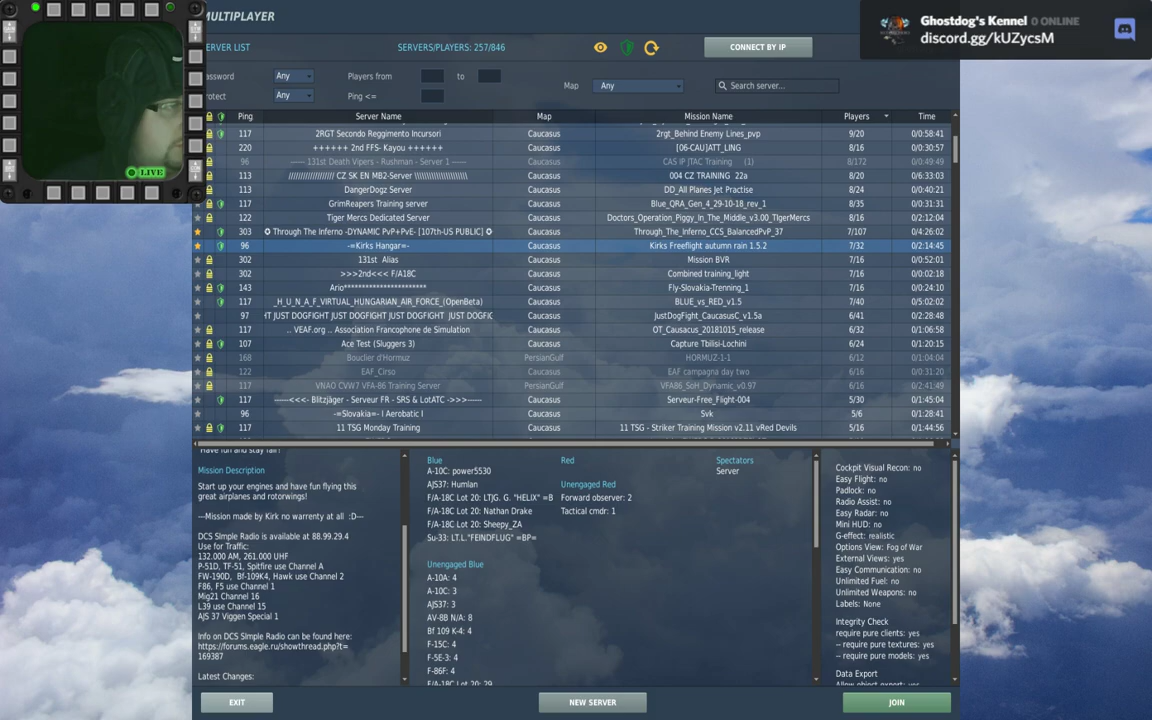 MULTIPLAYER
Ghostdog's Kennel 0 ONLINE
discord.gg/kUZycsM
ERVER LIST
SERVERS/PLAYERS: 257/846
CONNECT BY IP
assword
Any
Players from
to
Map
Any
Search server...
rotect
Any
Ping <=
Ping Server Name Map Mission Name Players Time
117 2RGT Secondo Reggimento Incursori Caucasus 2rgt_Behind Enemy Lines_pvp 9/20 0/0:58:41
220 ++++++ 2nd FFS- Kayou ++++++ Caucasus [06-CAU]ATT_LING 8/16 0/0:30:57
96 ------ 131st Death Vipers - Rushman - Server 1 ------ Caucasus CAS IP JTAC Training (1) 8/172 0/0:49:49
113 ////////////////// CZ SK EN MB2-Server \\\\\\\\\\\\\\\\\\\\\ Caucasus 004 CZ TRAINING 22a 8/20 0/6:33:03
113 DangerDogz Server Caucasus DD_All Planes Jet Practise 8/24 0/0:40:21
117 GrimReapers Training server Caucasus Blue_QRA_Gen_4_29-10-18_rev_1 8/35 0/0:31:31
122 Tiger Mercs Dedicated Server Caucasus Doctors_Operation_Piggy_In_The_Middle_v3.00_TIgerMercs 8/16 0/2:12:04
303 ✪ Through The Inferno -DYNAMIC PvP+PvE- [107th-US PUBLIC] ✪ Caucasus Through_The_Inferno_CCS_BalancedPvP_37 7/107 0/4:26:02
96 -=Kirks Hangar=- Caucasus Kirks Freeflight autumn rain 1.5.2 7/32 0/2:14:45
302 131st Alias Caucasus Mission BVR 7/16 0/0:52:01
302 >>>2nd<<< F/A18C Caucasus Combined training_light 7/16 0/0:02:18
143 Ario*********************** Caucasus Fly-Slovakia-Trenning_1 7/16 0/0:24:10
117 _H_U_N_A_F_VIRTUAL_HUNGARIAN_AIR_FORCE_(OpenBeta) Caucasus BLUE_vs_RED_v1.5 7/40 0/5:02:02
97 HT JUST DOGFIGHT JUST DOGFIGHT JUST DOGFIGHT JUST DOGFIG Caucasus JustDogFight_CaucasusC_v1.5a 6/41 0/2:28:48
117 .. VEAF.org .. Association Francophone de Simulation Caucasus OT_Causacus_20181015_release 6/32 0/1:06:58
107 Ace Test (Sluggers 3) Caucasus Capture Tbilisi-Lochini 6/24 0/1:20:15
168 Bouclier d'Hormuz PersianGulf HORMUZ-1-1 6/12 0/1:04:04
122 EAF_Cirso Caucasus EAF campagna day two 6/16 0/0:31:20
117 VNAO CVW7 VFA-86 Training Server PersianGulf VFA86_SoH_Dynamic_v0.97 6/16 0/2:41:49
117 -----<<<- Blitzjäger - Serveur FR - SRS & LotATC ->>>----- Caucasus Serveur-Free_Flight-004 5/30 0/1:45:04
96 -=Slovakia=- I Aerobatic I Caucasus Svk 5/6 0/1:28:41
117 11 TSG Monday Training Caucasus 11 TSG - Striker Training Mission v2.11 vRed Devils 5/16 0/1:44:56
Have fun and stay fair!
Mission Description
Start up your engines and have fun flying this
great airplanes and rotorwings!
---Mission made by Kirk no warrenty at all :D---
DCS SImple Radio is available at 88.99.29.4
Use for Traffic:
132.000 AM, 261.000 UHF
P-51D, TF-51, Spitfire use Channel A
FW-190D, Bf-109K4, Hawk use Channel 2
F86, F5 use Channel 1
Mig21 Channel 16
L39 use Channel 15
AJS 37 Viggen Special 1
Info on DCS SImple Radio can be found here:
https://forums.eagle.ru/showthread.php?t=
169387
Latest Changes:
Blue
A-10C: power5530
AJS37: Humlan
F/A-18C Lot 20: LTJG. G. "HELIX" =B
F/A-18C Lot 20: Nathan Drake
F/A-18C Lot 20: Sheepy_ZA
Su-33: LT.L."FEINDFLUG" =BP=
Unengaged Blue
A-10A: 4
A-10C: 3
AJS37: 3
AV-8B N/A: 8
Bf 109 K-4: 4
F-15C: 4
F-5E-3: 4
F-86F: 4
F/A-18C Lot 20: 29
Red
Unengaged Red
Forward observer: 2
Tactical cmdr: 1
Spectators
Server
Cockpit Visual Recon: no
Easy Flight: no
Padlock: no
Radio Assist: no
Easy Radar: no
Mini HUD: no
G-effect: realistic
Options View: Fog of War
External Views: yes
Easy Communication: no
Unlimited Fuel: no
Unlimited Weapons: no
Labels: None
Integrity Check
require pure clients: yes
-- require pure textures: yes
-- require pure models: yes
Data Export
Allow object export: yes
EXIT
NEW SERVER
JOIN
LIVE